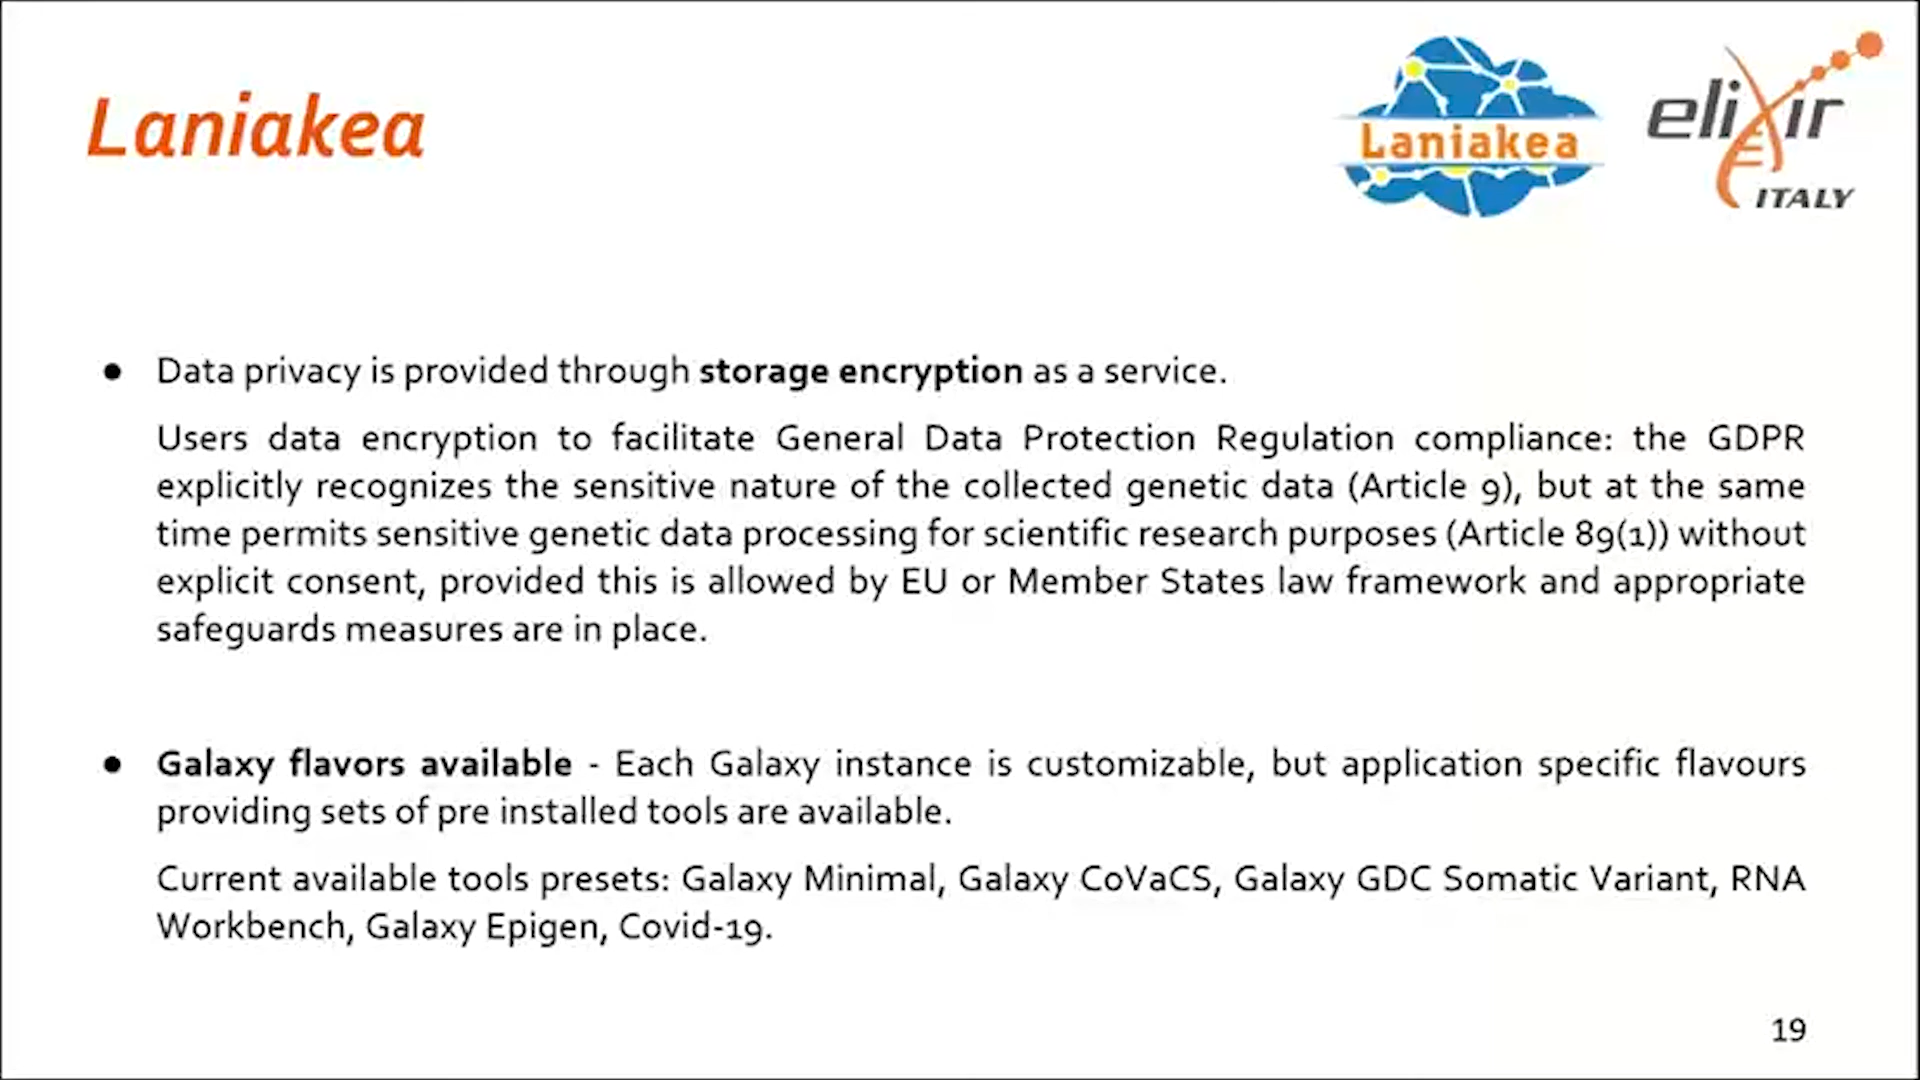 Laniakea
Laniakea
elixir
ITALY
● Data privacy is provided through storage encryption as a service.
Users data encryption to facilitate General Data Protection Regulation compliance: the GDPR
explicitly recognizes the sensitive nature of the collected genetic data (Article 9), but at the same
time permits sensitive genetic data processing for scientific research purposes (Article 89(1)) without
explicit consent, provided this is allowed by EU or Member States law framework and appropriate
safeguards measures are in place.
● Galaxy flavors available - Each Galaxy instance is customizable, but application specific flavours
providing sets of pre installed tools are available.
Current available tools presets: Galaxy Minimal, Galaxy CoVaCS, Galaxy GDC Somatic Variant, RNA
Workbench, Galaxy Epigen, Covid-19.
19